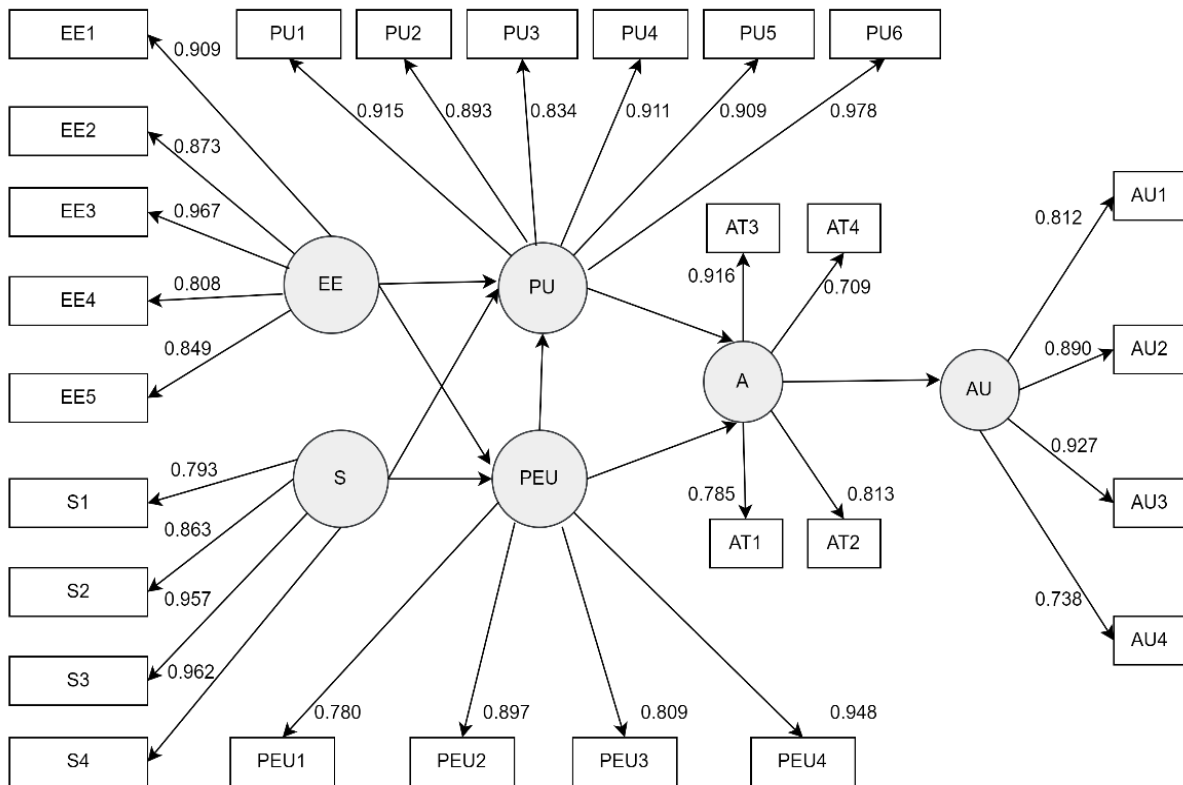 EE1
PU1
PU2
PU3
PU4
PU5
PU6
0.909
0.915
0.893
0.834
0.911
0.909
0.978
EE2
0.873
EE3
0.967
AU1
0.812
AT3
AT4
EE
PU
0.916
0.709
EE4
0.808
0.849
0.890
AU2
EE5
A
AU
0.793
S
PEU
0.927
S1
0.785
0.813
AU3
0.863
AT1
AT2
S2
0.957
0.738
AU4
S3
0.962
0.780
0.897
0.809
0.948
S4
PEU1
PEU2
PEU3
PEU4